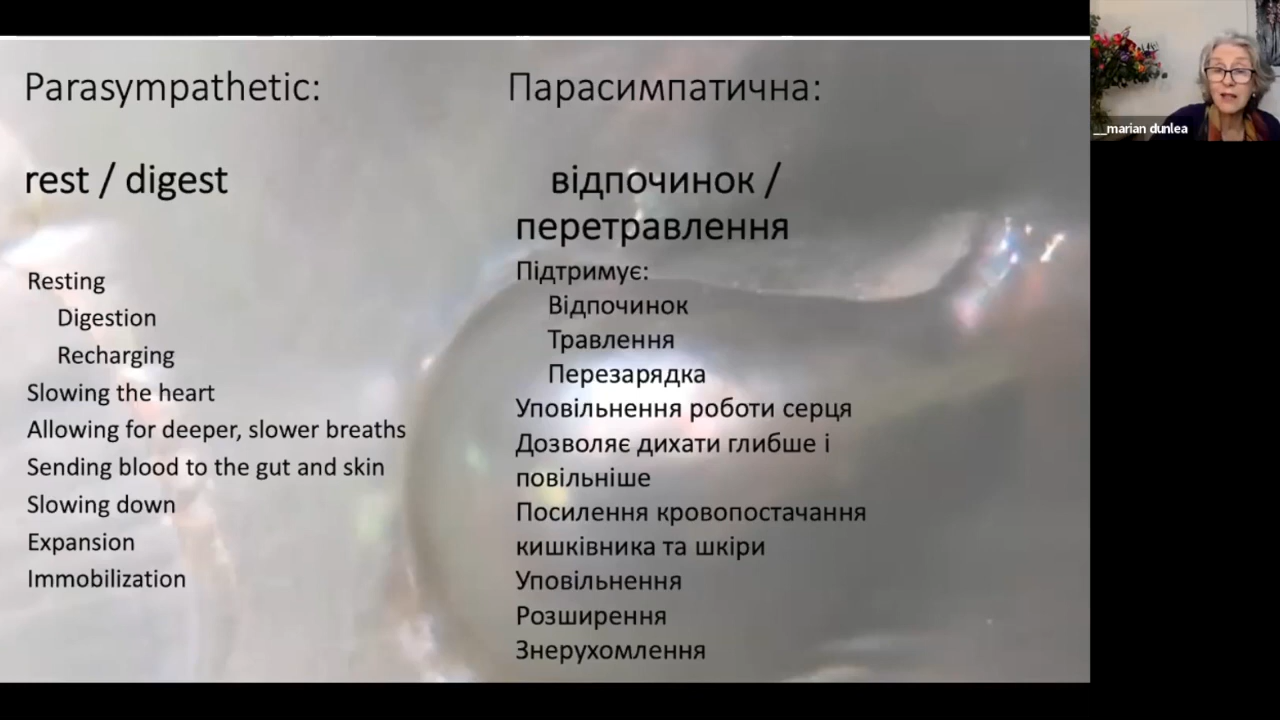 Parasympathetic:
rest / digest
Resting
Digestion
Recharging
Slowing the heart
Allowing for deeper, slower breaths
Sending blood to the gut and skin
Slowing down
Expansion
Immobilization
Парасимпатична:
відпочинок /
перетравлення
Підтримує:
Відпочинок
Травлення
Перезарядка
Уповільнення роботи серця
Дозволяє дихати глибше і
повільніше
Посилення кровопостачання
кишківника та шкіри
Уповільнення
Розширення
Знерухомлення
__marian dunlea